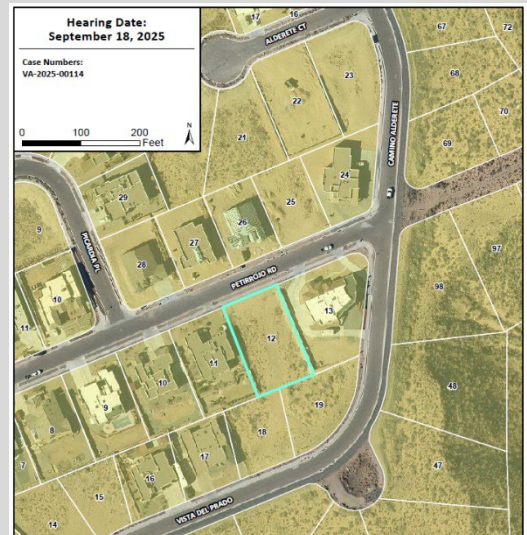 Hearing Date:
September 18, 2025
Case Numbers:
VA-2025-00114
0 100 200
Feet
N
17 16
ALDERETE CT
67 72
23
68
22
70
CAMINO ALDERETE
21
69
24
29
25
9
26
PICARDIA PL
27
97
28
PETIRROJO RD
98
10
13
11
12
11
10
48
9
19
8
18
17
47
7
16
15
VISTA DEL PRADO
14